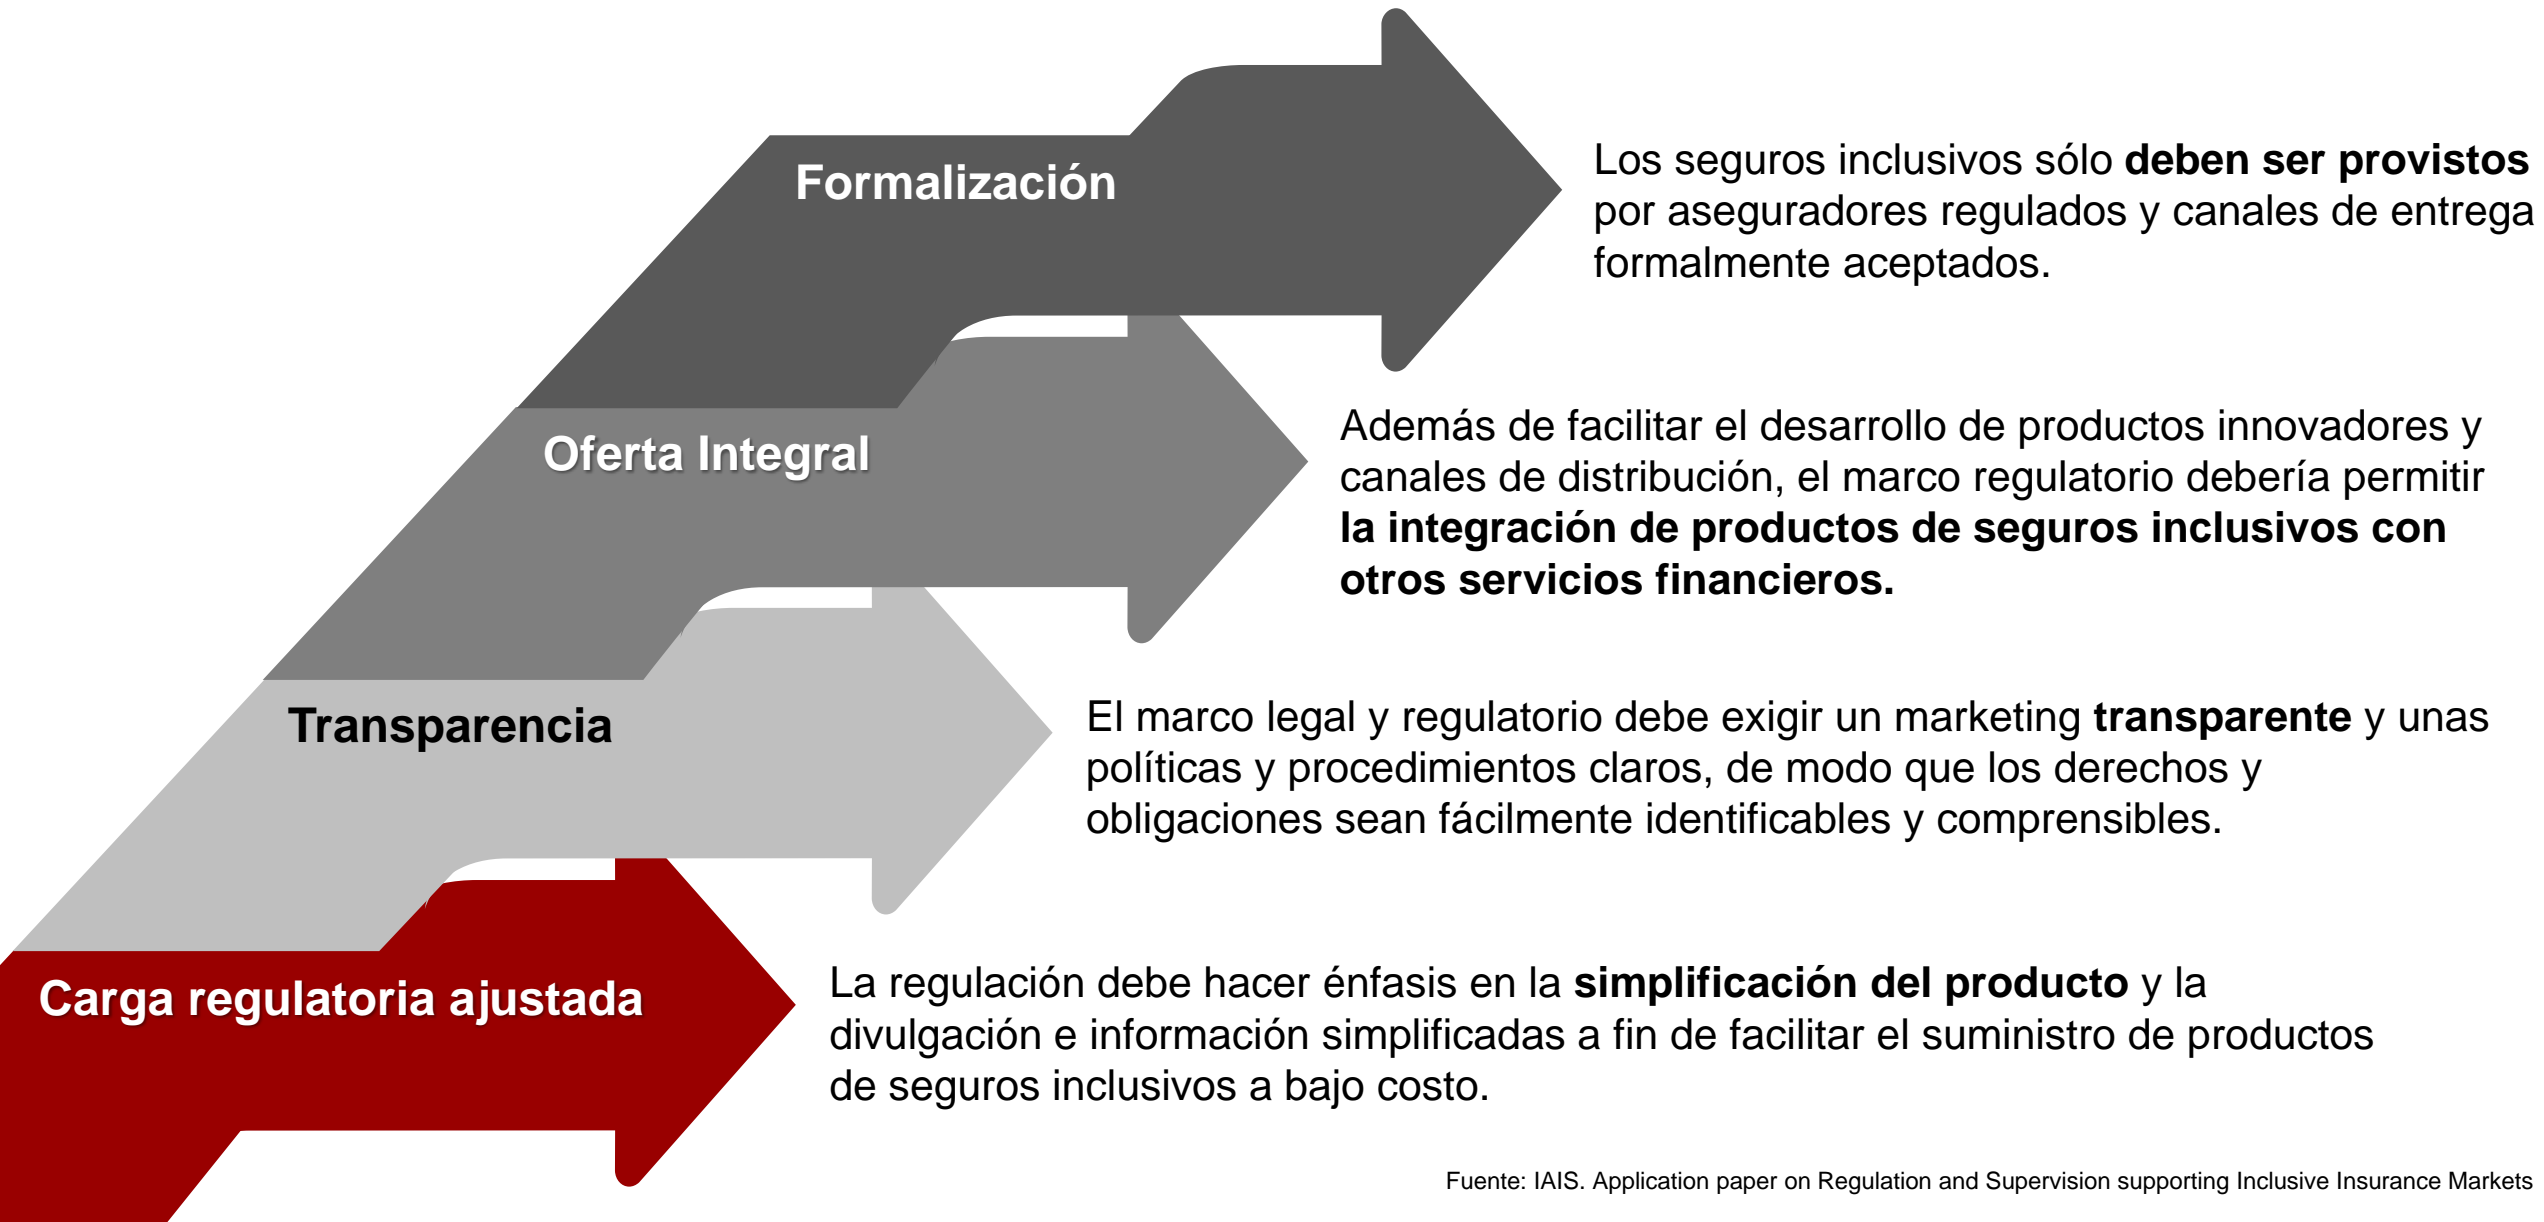 Formalización
Los seguros inclusivos sólo deben ser provistos
por aseguradores regulados y canales de entrega
formalmente aceptados.
Oferta Integral
Además de facilitar el desarrollo de productos innovadores y
canales de distribución, el marco regulatorio debería permitir
la integración de productos de seguros inclusivos con
otros servicios financieros.
Transparencia
El marco legal y regulatorio debe exigir un marketing transparente y unas
políticas y procedimientos claros, de modo que los derechos y
obligaciones sean fácilmente identificables y comprensibles.
Carga regulatoria ajustada
La regulación debe hacer énfasis en la simplificación del producto y la
divulgación e información simplificadas a fin de facilitar el suministro de productos
de seguros inclusivos a bajo costo.
Fuente: IAIS. Application paper on Regulation and Supervision supporting Inclusive Insurance Markets